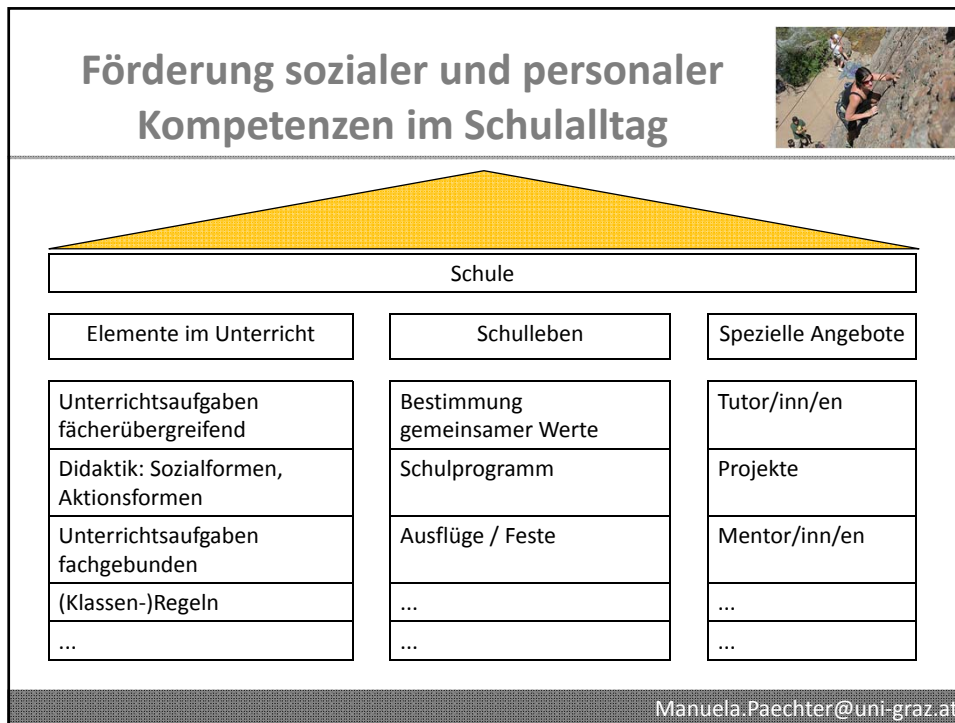 Förderung sozialer und personaler
Kompetenzen im Schulalltag
Schule
Elemente im Unterricht
Unterrichtsaufgaben
fächerübergreifend
Didaktik: Sozialformen,
Aktionsformen
Unterrichtsaufgaben
fachgebunden
(Klassen-)Regeln
...
Schulleben
Bestimmung
gemeinsamer Werte
Schulprogramm
Ausflüge / Feste
...
...
Spezielle Angebote
Tutor/inn/en
Projekte
Mentor/inn/en
...
...
Manuela.Paechter@uni-graz.at